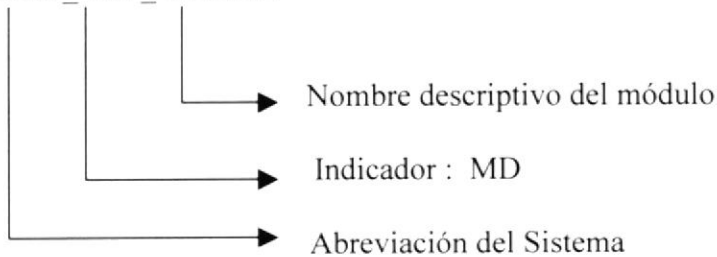 Nombre descriptivo del módulo
Indicador : MD
Abreviación del Sistema